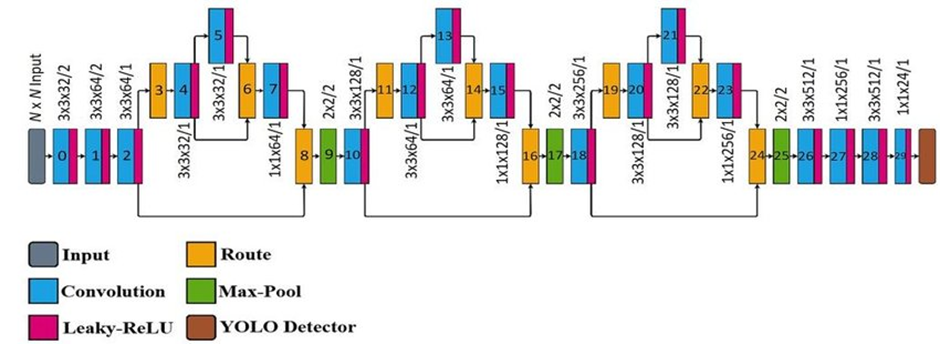 N x N Input
0
3x3x32/2
1
3x3x64/2
2
3x3x64/1
3
4
3x3x32/1
5
3x3x32/1
6
7
1x1x64/1
8
9
2x2/2
10
3x3x128/1
11
12
3x3x64/1
13
3x3x64/1
14
15
1x1x128/1
16
17
2x2/2
18
3x3x256/1
19
20
3x3x128/1
21
3x3x128/1
22
23
1x1x256/1
24
25
2x2/2
26
3x3x512/1
27
1x1x256/1
28
3x3x512/1
29
1x1x24/1
Input
Route
Convolution
Max-Pool
Leaky-ReLU
YOLO Detector